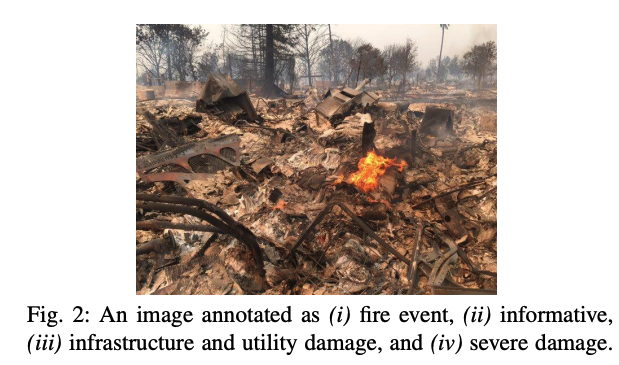 Fig. 2: An image annotated as (i) fire event, (ii) informative,
(iii) infrastructure and utility damage, and (iv) severe damage.